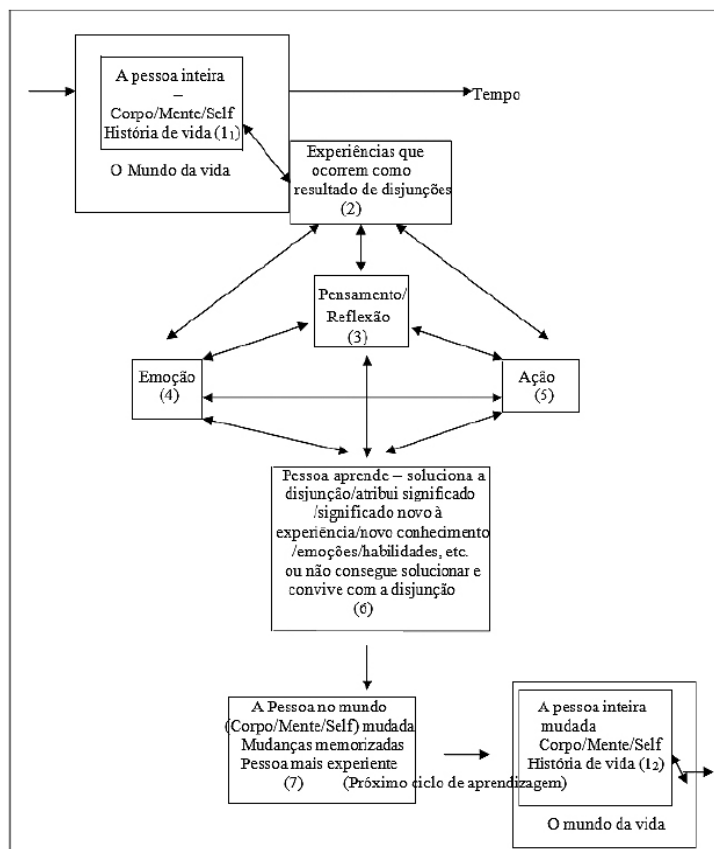 A pessoa inteira
–
Corpo/Mente/Self
História de vida (1₁)
O Mundo da vida
Tempo
Experiências que
ocorrem como
resultado de disjunções
(2)
Pensamento/
Reflexão
(3)
Emoção
(4)
Ação
(5)
Pessoa aprende – soluciona a
disjunção/atribui significado
/significado novo à
experiência/novo conhecimento
/emoções/habilidades, etc.
ou não consegue solucionar e
convive com a disjunção
(6)
A Pessoa no mundo
(Corpo/Mente/Self) mudada
Mudanças memorizadas
Pessoa mais experiente
(7) (Próximo ciclo de aprendizagem)
A pessoa inteira
mudada
Corpo/Mente/Self
História de vida (1₂)
O mundo da vida